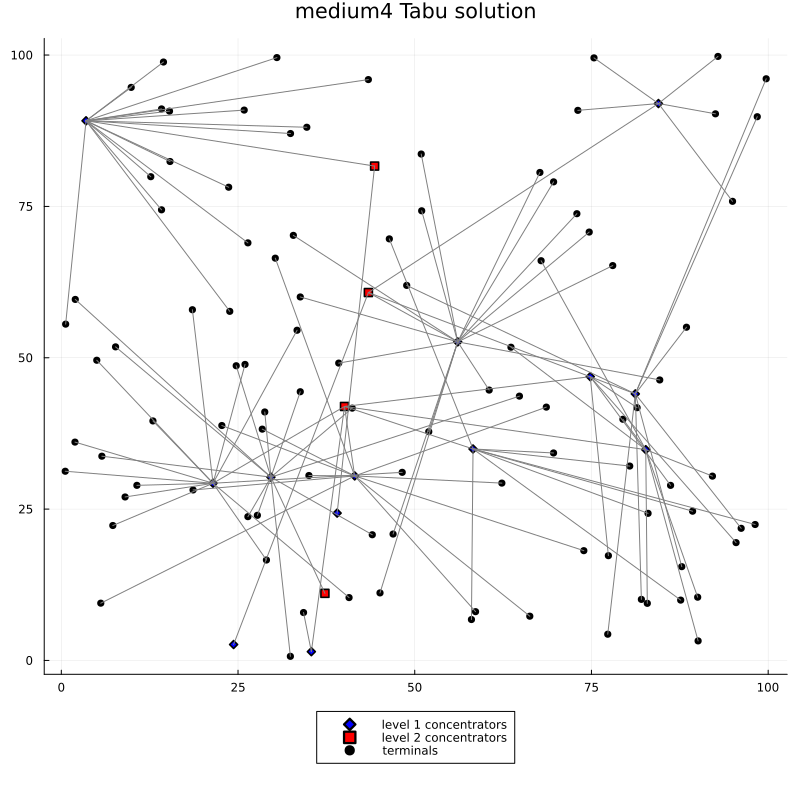 medium4 Tabu solution
100
75
50
25
0
0 25 50 75 100
level 1 concentrators
level 2 concentrators
terminals